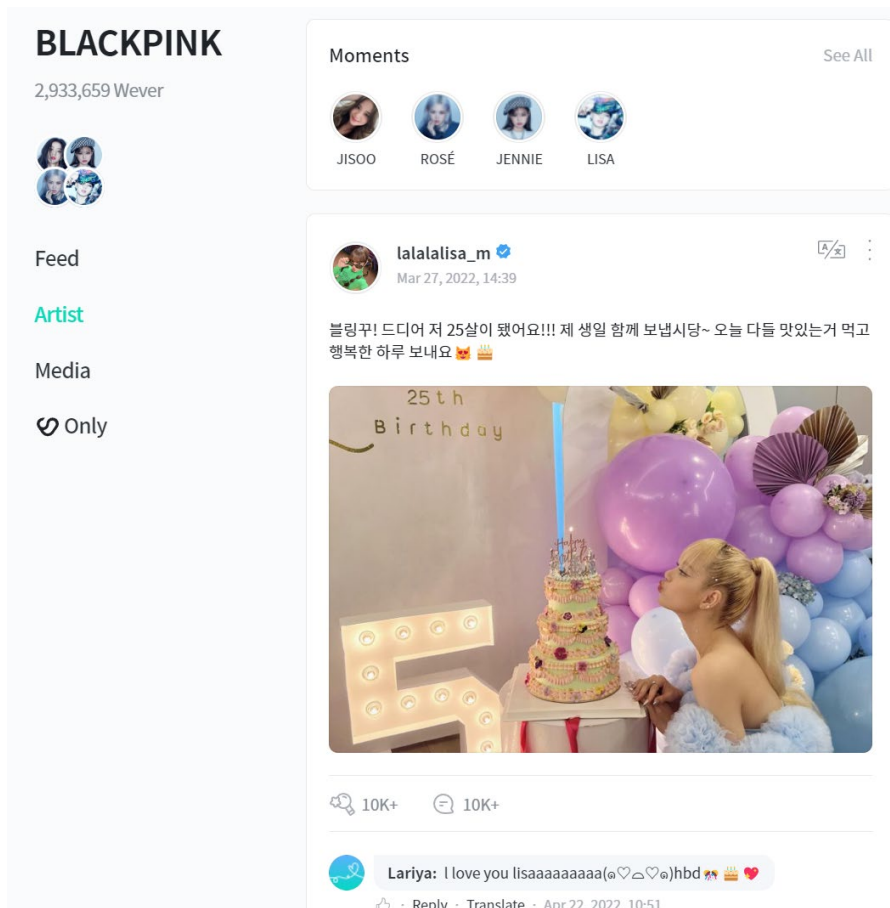 BLACKPINK
2,933,659 Wever
Feed
Artist
Media
Only
Moments
See All
JISOO
ROSÉ
JENNIE
LISA
lalalalisa_m
Mar 27, 2022, 14:39
블링꾸! 드디어 저 25살이 됐어요!!! 제 생일 함께 보냅시당~ 오늘 다들 맛있는거 먹고
행복한 하루 보내요😻 🎂
25th
Birthday
Happy
Birthday
10K+
10K+
Lariya: l love you lisaaaaaaaaa(๑♡⌓♡๑)hbd🎊 🎂 💖
Reply · Translate · Apr 22, 2022, 10:51